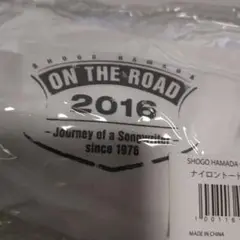 SHOGO HAMADA
ON THE ROAD
2016
Journey of a Songwriter
since 1976
SHOGO HAMADA
ナイロントート
MADE IN CHINA